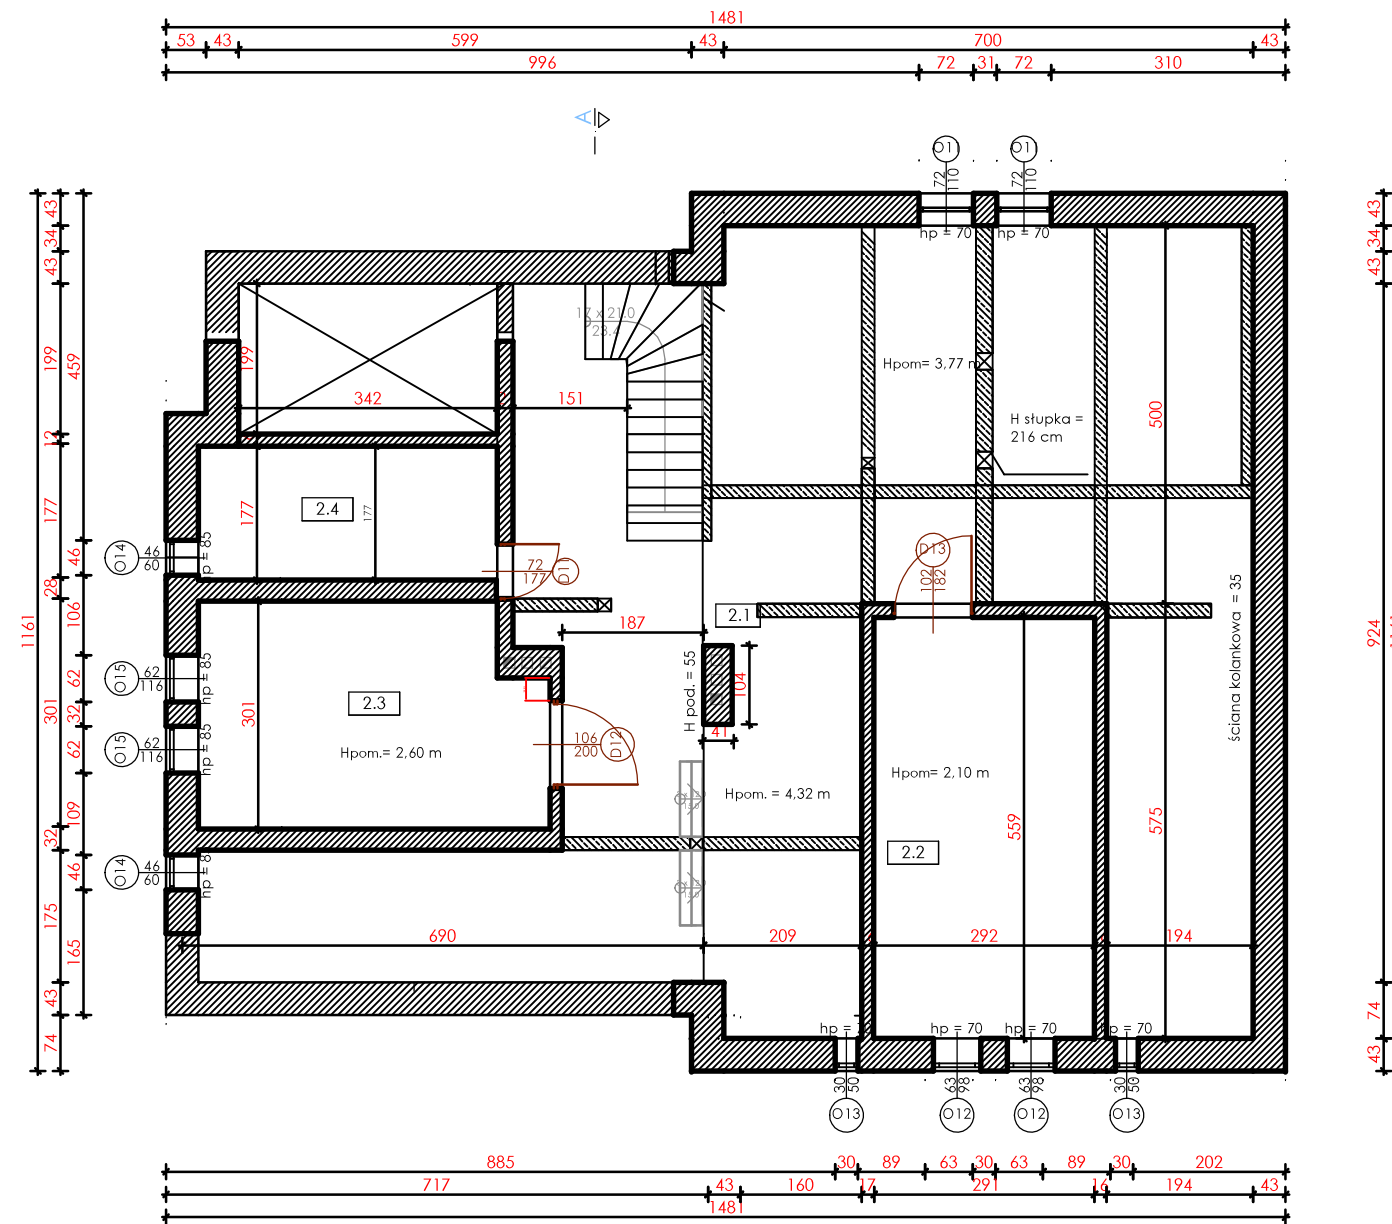 1481
53 43 599 43 700 43
996 72 31 72 310
A
O1 O1
72
110
72
110
hp = 70 hp = 70
17 x 21.0
Hpom= 3,77 m
H słupka =
216 cm
199
342 151
500
2.4
177
177
O14
46
60
D11
72
177
D13
102
182
2.1
187
ściana kolankowa = 35
H pod. = 55
104
41
O15
62
116
hp = 85
2.3
301
Hpom.= 2,60 m
D12
106
200
O15
62
116
hp = 85
Hpom. = 4,32 m
Hpom= 2,10 m
559
575
2.2
O14
46
60
690 209 292 194
hp = 70 hp = 70 hp = 70
30
50
63
98
63
98
30
50
O13 O12 O12 O13
1161
43
34
43
199
12
177
28
301
32
175
43
74
459
46
106
62
32
62
109
46
165
43
34
43
924
74
43
885 30 89 63 30 63 89 30 202
717 43 160 17 291 16 194 43
1481